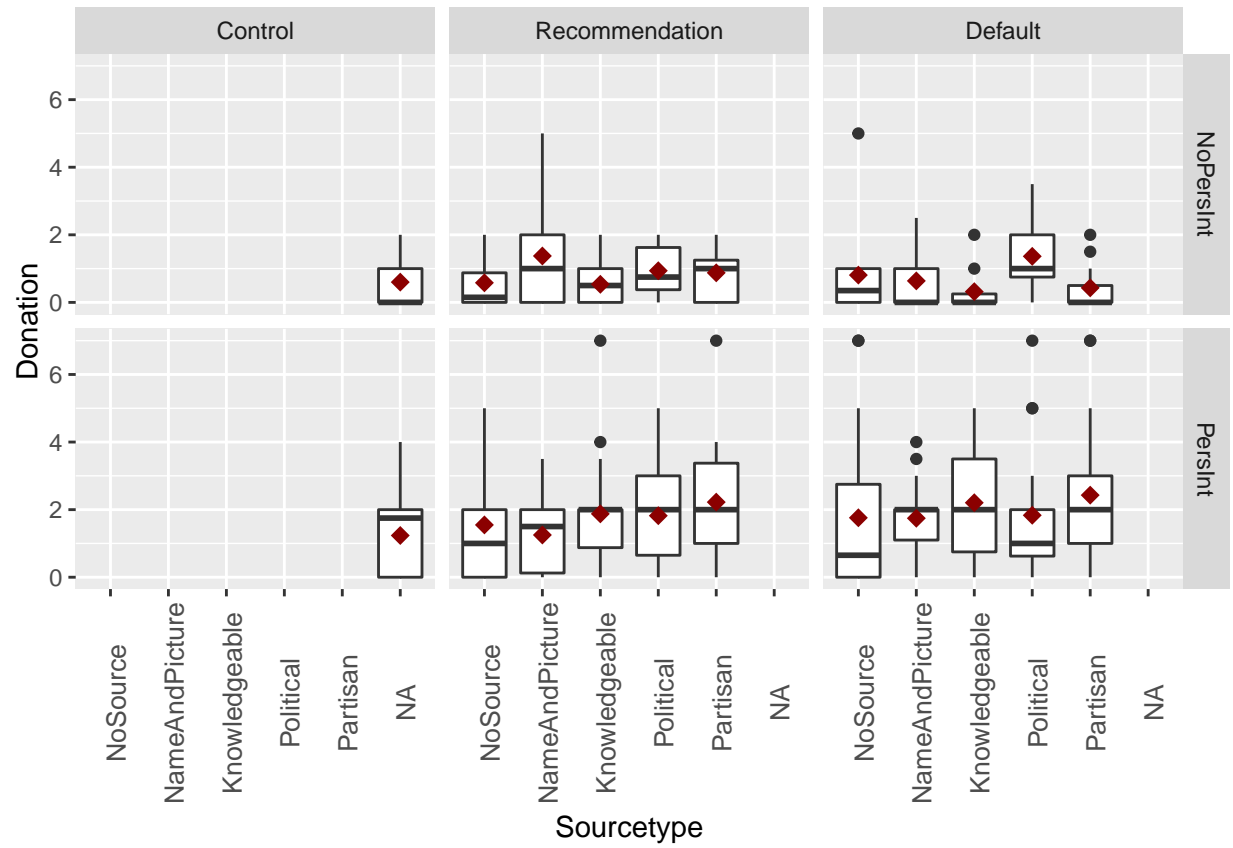 Control Recommendation Default
Donation
6
4
2
0
NoPersInt
6
4
2
0
PersInt
NoSource NameAndPicture Knowledgeable Political Partisan NA NoSource NameAndPicture Knowledgeable Political Partisan NA NoSource NameAndPicture Knowledgeable Political Partisan NA
Sourcetype